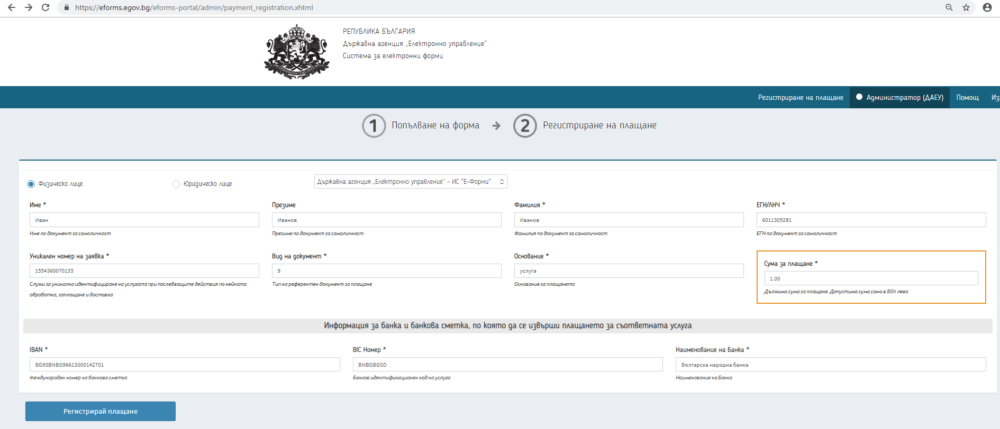 https://eforms.egov.bg/eforms-portal/admin/payment_registration.xhtml
РЕПУБЛИКА БЪЛГАРИЯ
Държавна агенция „Електронно управление”
Система за електронни форми
Регистриране на плащане Администратор (ДАЕУ) Помощ Из
1 Попълване на форма 2 Регистриране на плащане
Физическо лице Юридическо лице Държавна агенция „Електронно управление” - ИС "Е-Форми"
Име * Презиме Фамилия * ЕГН/ЛНЧ *
Иван Иванов Иванов 6011305281
Име по документ за самоличност Презиме по документ за самоличност Фамилия по документ за самоличност ЕГН по документ за самоличност
Уникален номер на заявка * Вид на документ * Основание * Сума за плащане *
1554360070135 9 услуга 1.00
Служи за уникално идентифициране на услугата при последващите действия по нейната Тип на референтен документ за плащане Основание за плащането Дължима сума за плащане. Допустима сума само в BGN лева
обработка, заплащане и доставка
Информация за банка и банкова сметка, по която да се извърши плащането за съответната услуга
IBAN * BIC Номер * Наименование на Банка *
BG93BNBG96613000142701 BNBGBGSD Българска народна банка
Международен номер на банкова сметка Банков идентификационен код на услуга Наименование на Банка
Регистрирай плащане